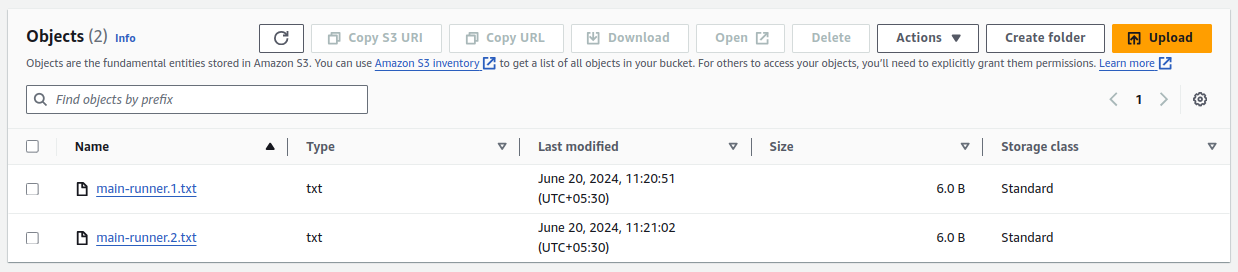 Objects (2) Info
Copy S3 URI Copy URL Download Open Delete Actions Create folder Upload
Objects are the fundamental entities stored in Amazon S3. You can use Amazon S3 inventory to get a list of all objects in your bucket. For others to access your objects, you'll need to explicitly grant them permissions. Learn more
Find objects by prefix
1
Name Type Last modified Size Storage class
main-runner.1.txt txt June 20, 2024, 11:20:51 (UTC+05:30) 6.0 B Standard
main-runner.2.txt txt June 20, 2024, 11:21:02 (UTC+05:30) 6.0 B Standard